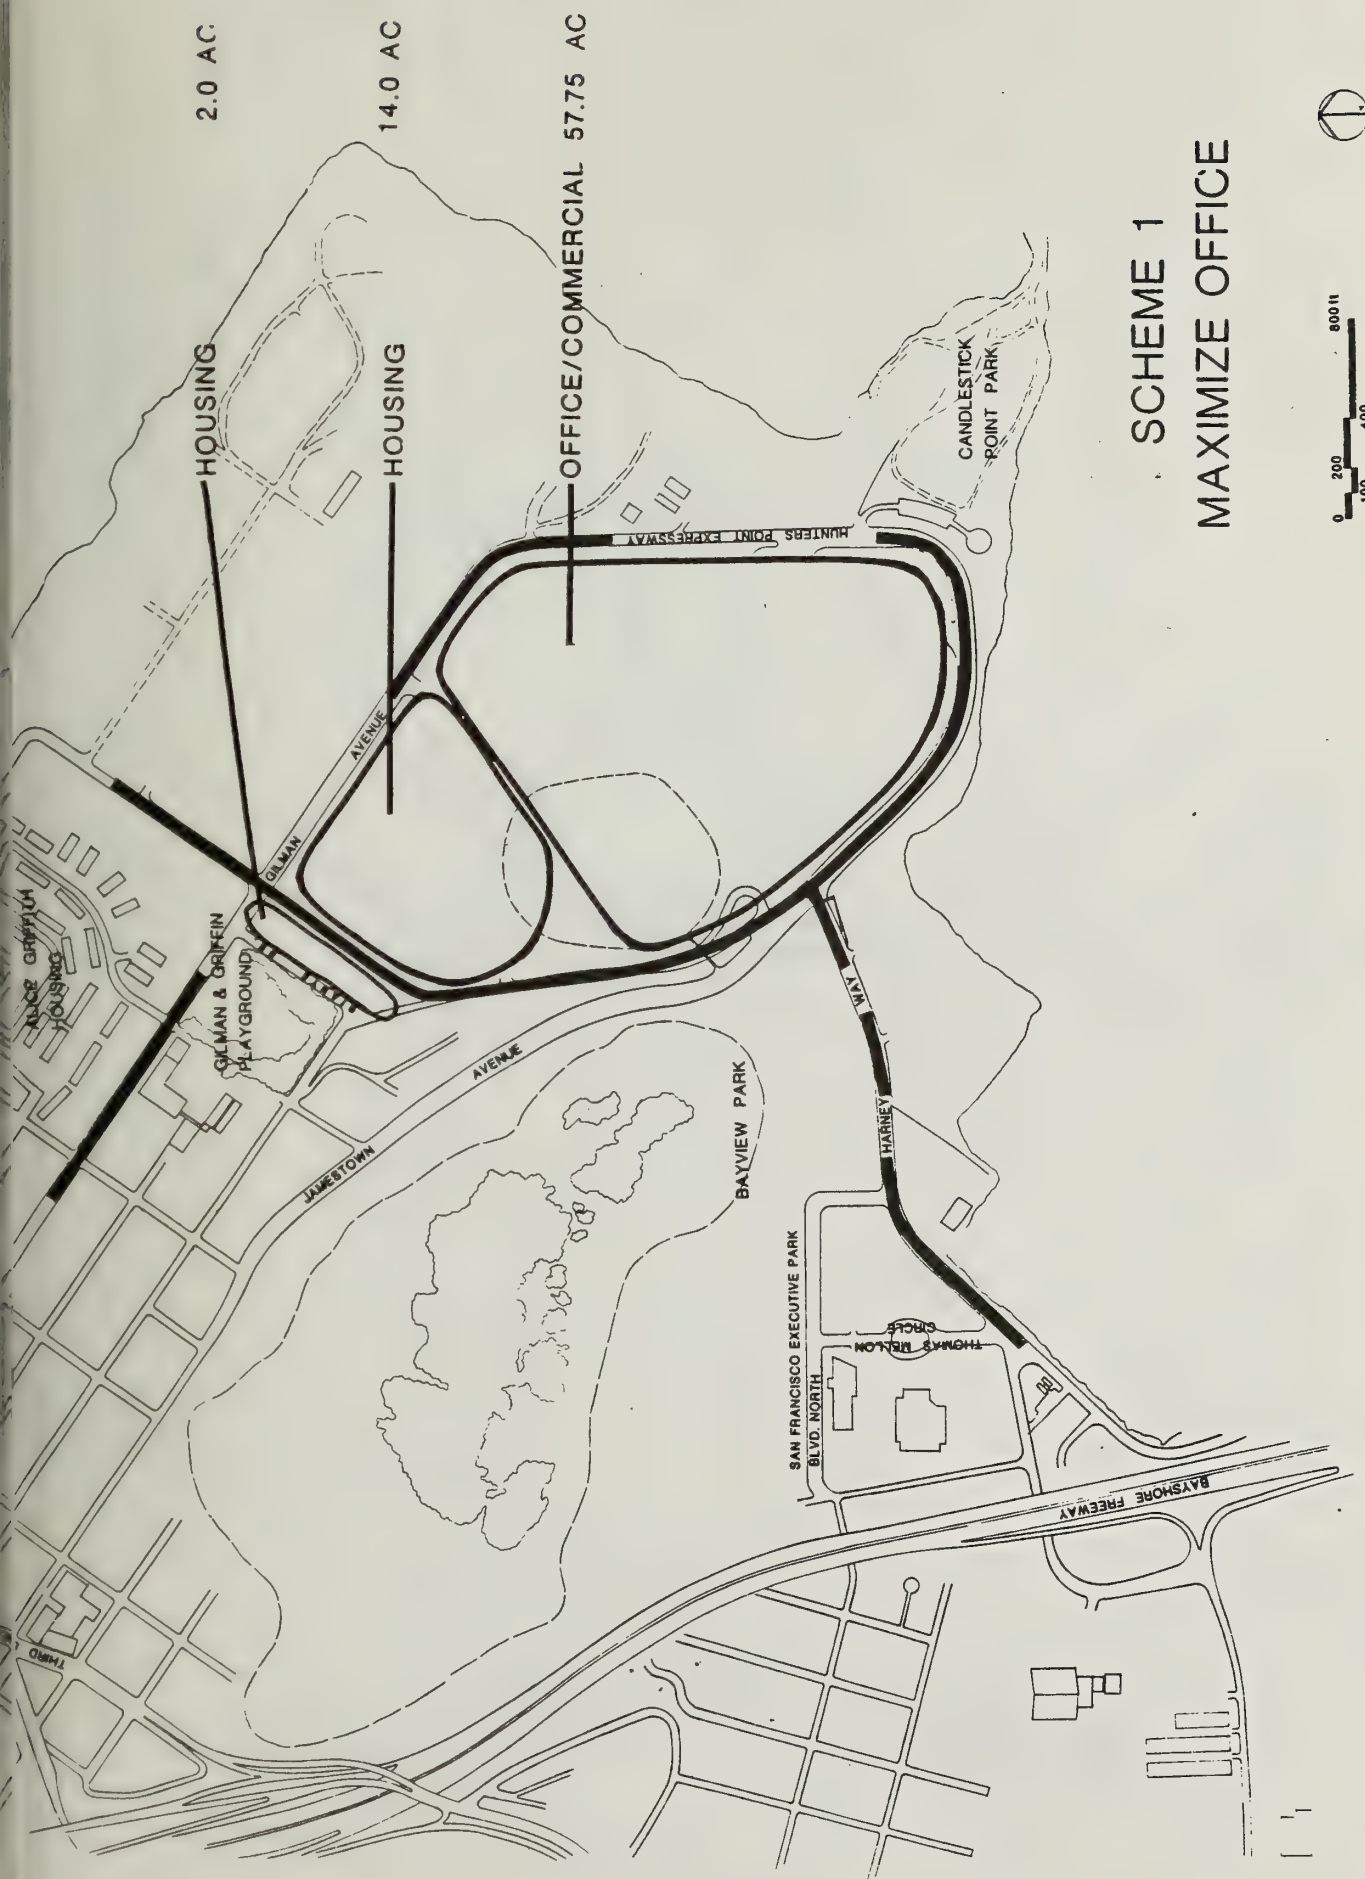 HOUSING 2.0 AC
HOUSING 14.0 AC
OFFICE/COMMERCIAL 57.75 AC
ALICE GRIFFITH
HOUSING
GILMAN & GRIFFIN
PLAYGROUND
GILMAN
AVENUE
HUNTERS POINT EXPRESSWAY
CANDLESTICK
POINT PARK
JAMESTOWN
AVENUE
BAYVIEW PARK
HARNEY
WAY
SAN FRANCISCO EXECUTIVE PARK
BLVD. NORTH
THOMAS MELLON
CIRCLE
BAYSHORE FREEWAY
THIRD
SCHEME 1
MAXIMIZE OFFICE
0 200 800 ft
100 400